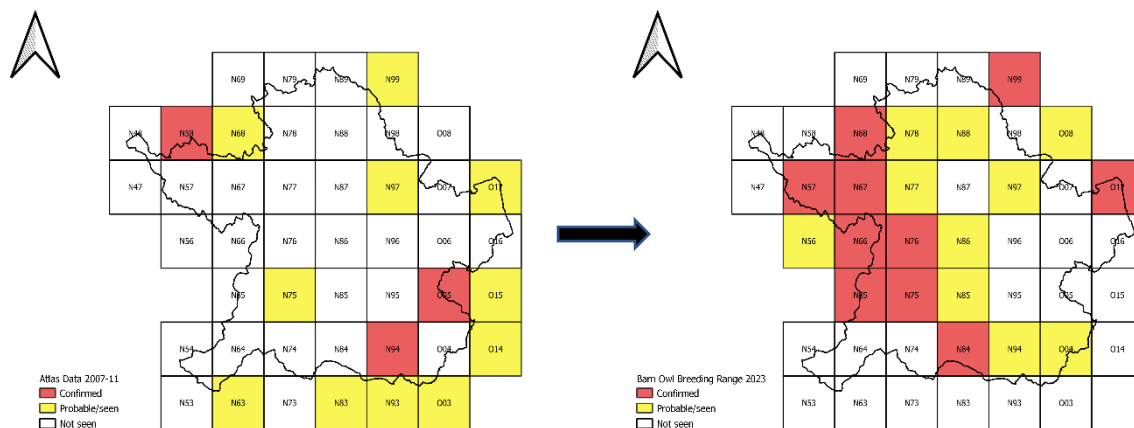 N69 N79 N89 N99
N48 N58 N68 N78 N88 N98 O08
N47 N57 N67 N77 N87 N97 O07 O17
N56 N66 N76 N86 N96 O06 O16
N65 N75 N85 N95 O05 O15
N54 N64 N74 N84 N94 O04 O14
N53 N63 N73 N83 N93 O03
Atlas Data 2007-11
Confirmed
Probable/seen
Not seen
N69 N79 N89 N99
N48 N58 N68 N78 N88 N98 O08
N47 N57 N67 N77 N87 N97 O07 O17
N56 N66 N76 N86 N96 O06 O16
N65 N75 N85 N95 O05 O15
N54 N64 N74 N84 N94 O04 O14
N53 N63 N73 N83 N93 O03
Barn Owl Breeding Range 2023
Confirmed
Probable/seen
Not seen